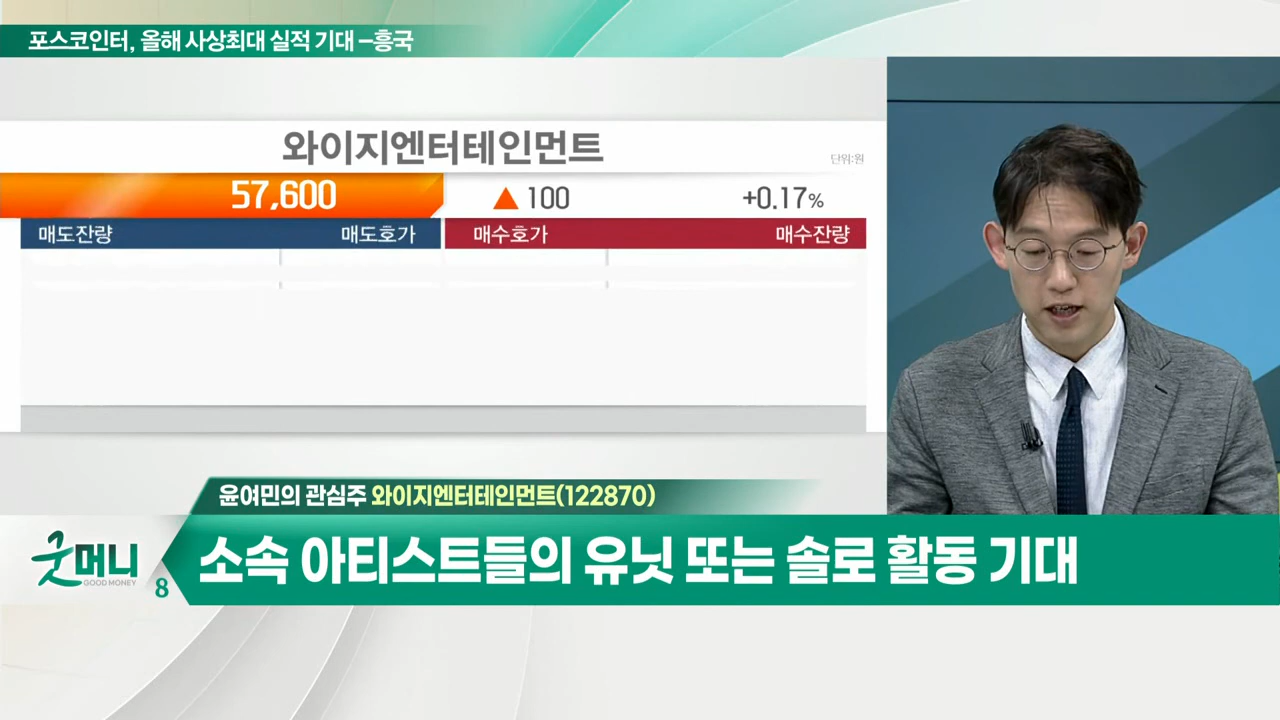 포스코인터, 올해 사상최대 실적 기대 -흥국
와이지엔터테인먼트
단위:원
57,600 ▲ 100 +0.17%
매도잔량 매도호가 매수호가 매수잔량
윤여민의 관심주 와이지엔터테인먼트(122870)
굿머니
GOOD MONEY
8
소속 아티스트들의 유닛 또는 솔로 활동 기대